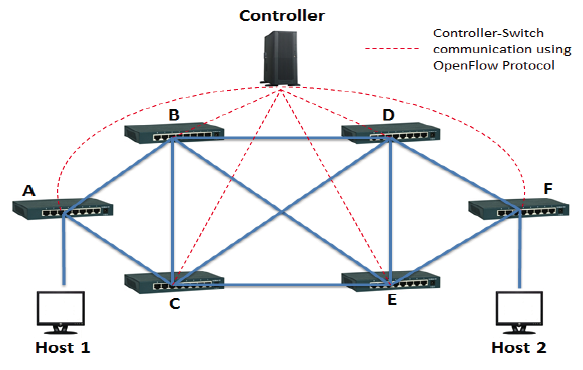 Controller
Controller-Switch
communication using
OpenFlow Protocol
B
D
A
F
C
E
Host 1
Host 2